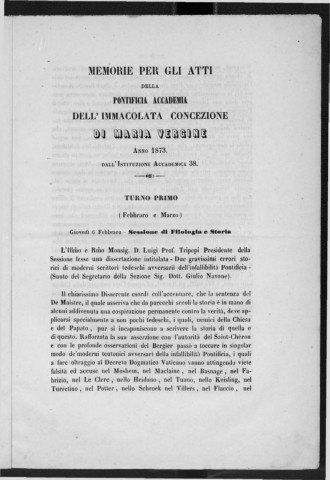 MEMORIE PER GLI ATTI
DELLA
PONTIFICIA ACCADEMIA
DELL'IMMACOLATA CONCEZIONE
DI MARIA VERGINE
ANNO 1873.
DALL'ISTITUZIONE ACCADEMICA 38.
TURNO PRIMO
(Febbraro e Marzo)
Giovedì 6 Febbraro - Sessione di Filologia e Storia
L'Illmo e Rmo Monsig. D. Luigi Prof. Tripepi Presidente della
Sessione lesse una dissertazione intitolata - Due gravissimi errori sto-
rici di moderni scrittori tedeschi avversarii dell'infallibilità Pontificia -
(Sunto del Segretario della Sezione Sig. Dott. Giulio Navone).
Il chiarissimo Disserente esordì coll'accennare, che la sentenza del
De Maistre, il quale asseriva che da parecchi secoli la storia è in mano di
alcuni addivenuta una cospirazione permanente contro la verità, deve ap-
plicarsi oggidì a non pochi tedeschi, i quali, nemici della Chiesa
e del Papato, pur si impongono a scrivere la storia di quella e
di questo. Rafforzata la sua asserzione con l'autorità del Saint-Chéron
e con le profonde osservazioni del Bergier passò a toccare in singolar
modo de'moderni teutonici avversarii della infallibilità Pontificia, i quali
a fare oltraggio al Decreto Dogmatico Vaticano vanno attingendo viete
falsità ed accuse nel Mosheim, nel Maclaine, nel Ramage, nel Fa-
brizio, nel Le Clerc, nello Heidano, nel Tuano, nello Keisling, nel
Turrettino, nel Potter, nello Schroek nel Villers, nel Flaccio, nel